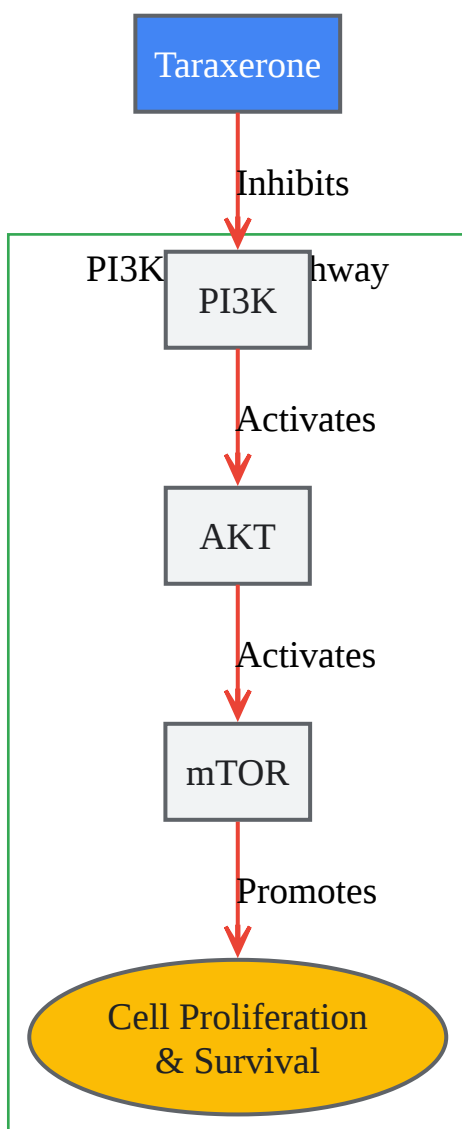 Taraxerone
Inhibits
PI3K hway
PI3K
Activates
AKT
Activates
mTOR
Promotes
Cell Proliferation
& Survival